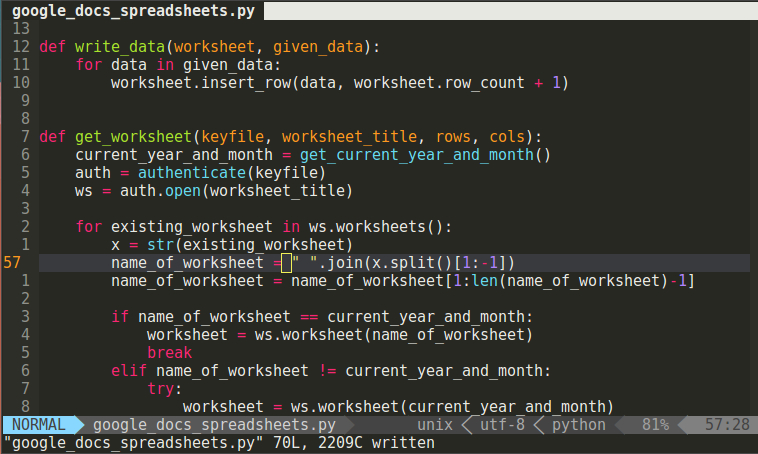 google_docs_spreadsheets.py
13
12 def write_data(worksheet, given_data):
11     for data in given_data:
10         worksheet.insert_row(data, worksheet.row_count + 1)
9
8
7 def get_worksheet(keyfile, worksheet_title, rows, cols):
6     current_year_and_month = get_current_year_and_month()
5     auth = authenticate(keyfile)
4     ws = auth.open(worksheet_title)
3
2     for existing_worksheet in ws.worksheets():
1         x = str(existing_worksheet)
57         name_of_worksheet = " ".join(x.split()[1:-1])
1         name_of_worksheet = name_of_worksheet[1:len(name_of_worksheet)-1]
2
3         if name_of_worksheet == current_year_and_month:
4             worksheet = ws.worksheet(name_of_worksheet)
5             break
6         elif name_of_worksheet != current_year_and_month:
7             try:
8                 worksheet = ws.worksheet(current_year_and_month)
NORMAL google_docs_spreadsheets.py unix utf-8 python 81% 57:28
"google_docs_spreadsheets.py" 70L, 2209C written